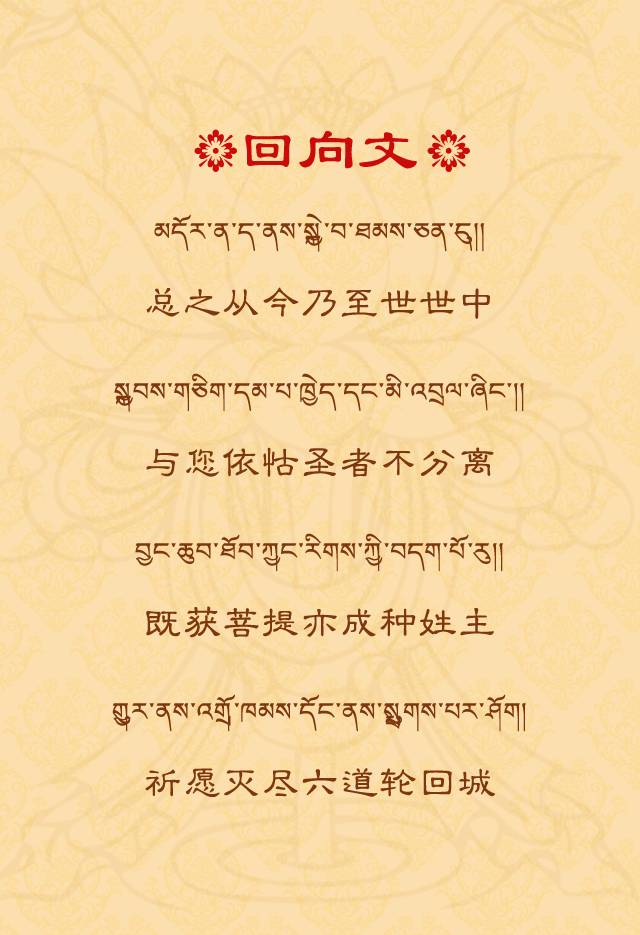 回向文
མདོར་ན་ད་ནས་སྐྱེ་བ་ཐམས་ཅན་དུ།།
总之从今乃至世世中
སྐྱབས་གཅིག་དམ་པ་ཁྱེད་དང་མི་འབྲལ་ཞིང་།།
与您依怙圣者不分离
བྱང་ཆུབ་ཐོབ་ཀྱང་རིགས་ཀྱི་བདག་པོ་རུ།།
既获菩提亦成种姓主
གྱུར་ནས་འགྲོ་ཁམས་དོང་ནས་སྤྲུགས་པར་ཤོག།
祈愿灭尽六道轮回城